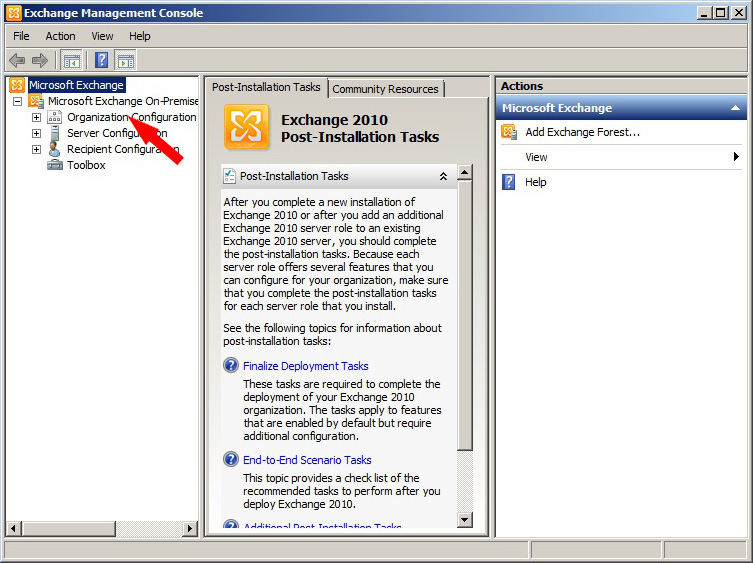 Exchange Management Console
File Action View Help
Microsoft Exchange
Microsoft Exchange On-Premise
Organization Configuration
Server Configuration
Recipient Configuration
Toolbox
Post-Installation Tasks
Community Resources
Exchange 2010
Post-Installation Tasks
Post-Installation Tasks
After you complete a new installation of
Exchange 2010 or after you add an additional
Exchange 2010 server role to an existing
Exchange 2010 server, you should complete
the post-installation tasks. Because each
server role offers several features that you
can configure for your organization, make sure
that you complete the post-installation tasks
for each server role that you install.
See the following topics for information about
post-installation tasks:
Finalize Deployment Tasks
These tasks are required to complete the
deployment of your Exchange 2010
organization. The tasks apply to features
that are enabled by default but require
additional configuration.
End-to-End Scenario Tasks
This topic provides a check list of the
recommended tasks to perform after you
deploy Exchange 2010.
Additional Post-Installation Tasks
Actions
Microsoft Exchange
Add Exchange Forest...
View
Help